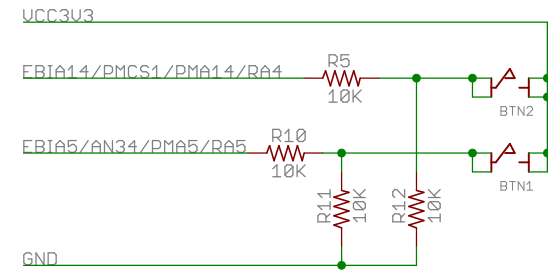 VCC3V3
R5
EBIA14/PMCS1/PMA14/RA4
10K
BTN2
R10
EBIA5/AN34/PMA5/RA5
10K
BTN1
R11
10K
R12
10K
GND